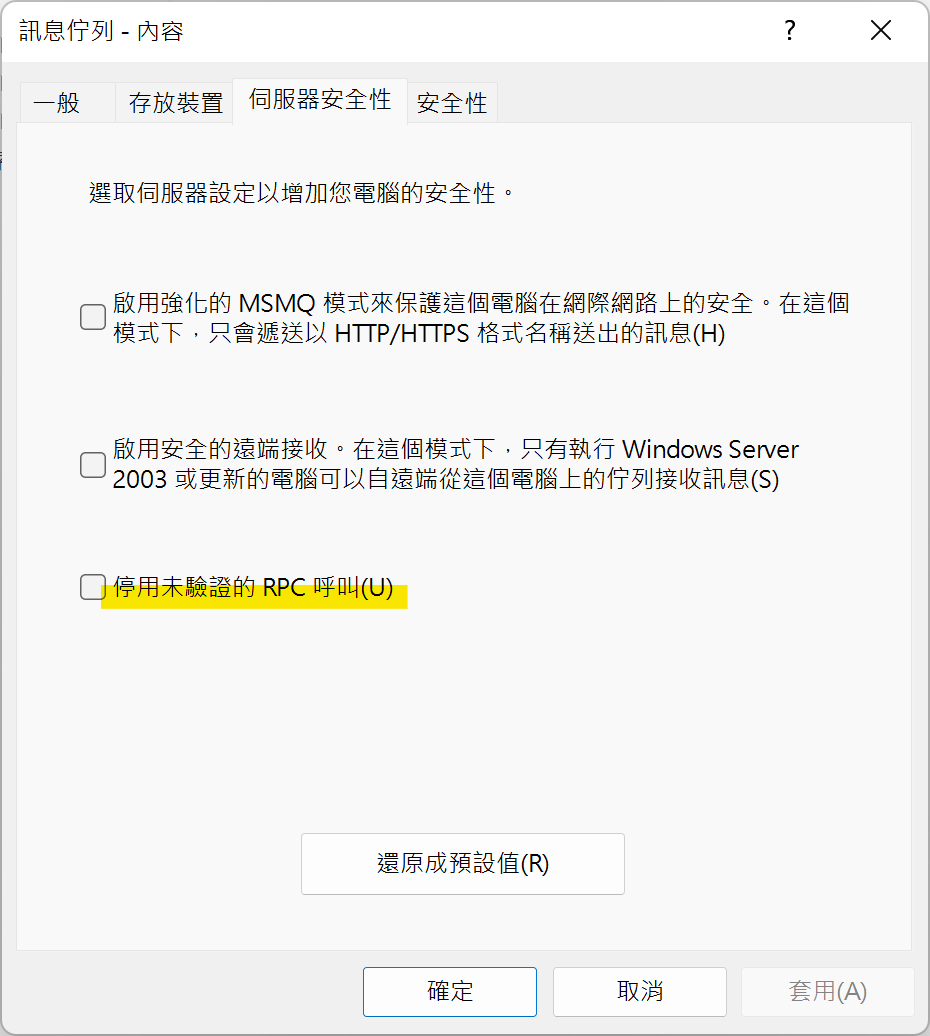 訊息佇列 - 內容
?
一般
存放裝置
伺服器安全性
安全性
選取伺服器設定以增加您電腦的安全性。
啟用強化的 MSMQ 模式來保護這個電腦在網際網路上的安全。在這個
模式下，只會遞送以 HTTP/HTTPS 格式名稱送出的訊息(H)
啟用安全的遠端接收。在這個模式下，只有執行 Windows Server
2003 或更新的電腦可以自遠端從這個電腦上的佇列接收訊息(S)
停用未驗證的 RPC 呼叫(U)
還原成預設值(R)
確定
取消
套用(A)